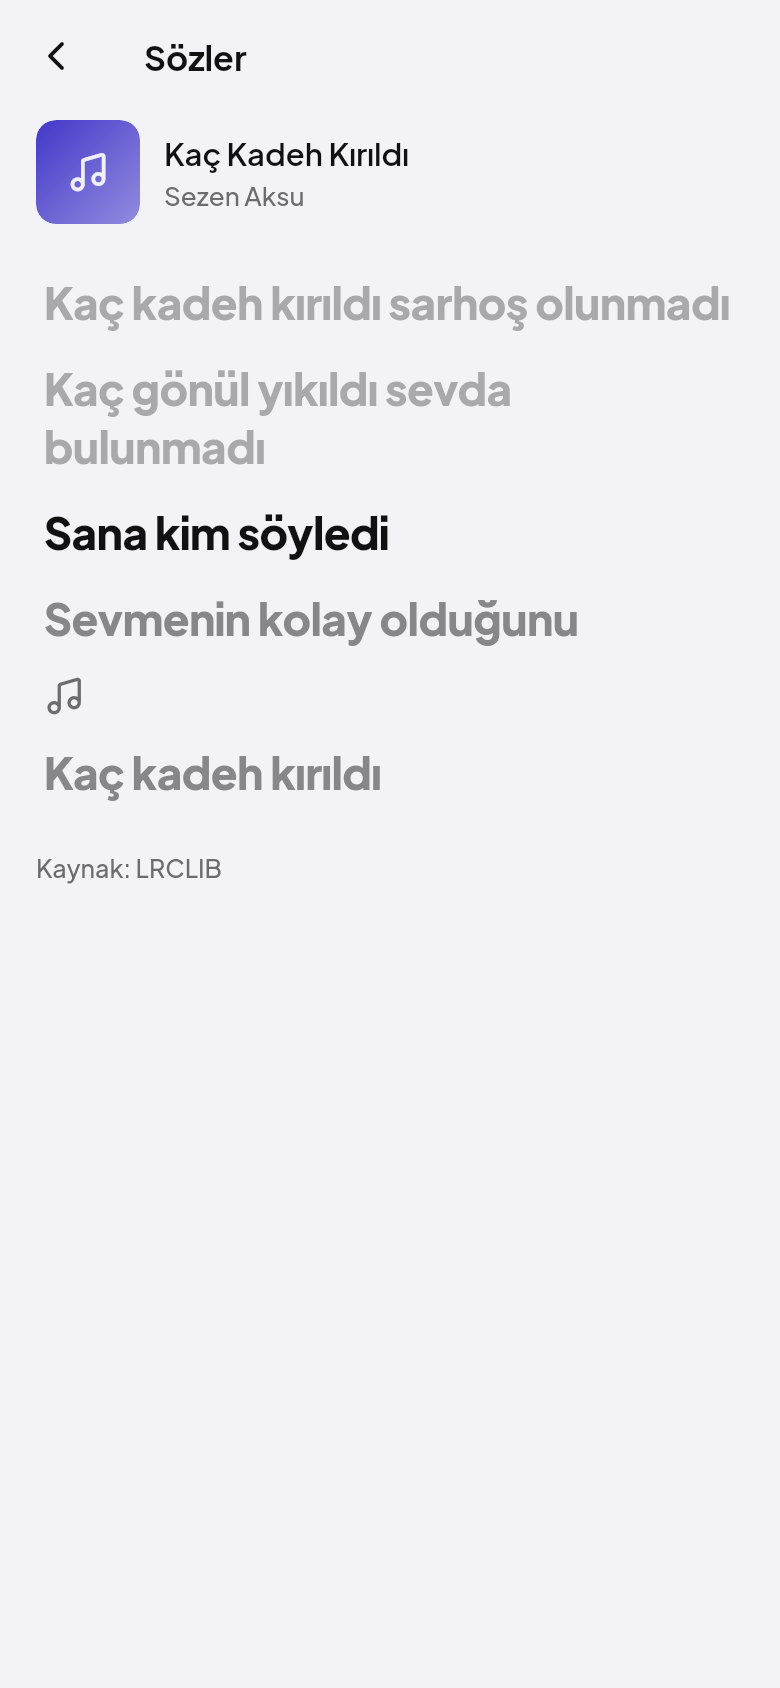 Sözler
Kaç Kadeh Kırıldı
Sezen Aksu
Kaç kadeh kırıldı sarhoş olunmadı
Kaç gönül yıkıldı sevda
bulunmadı
Sana kim söyledi
Sevmenin kolay olduğunu
Kaç kadeh kırıldı
Kaynak: LRCLIB